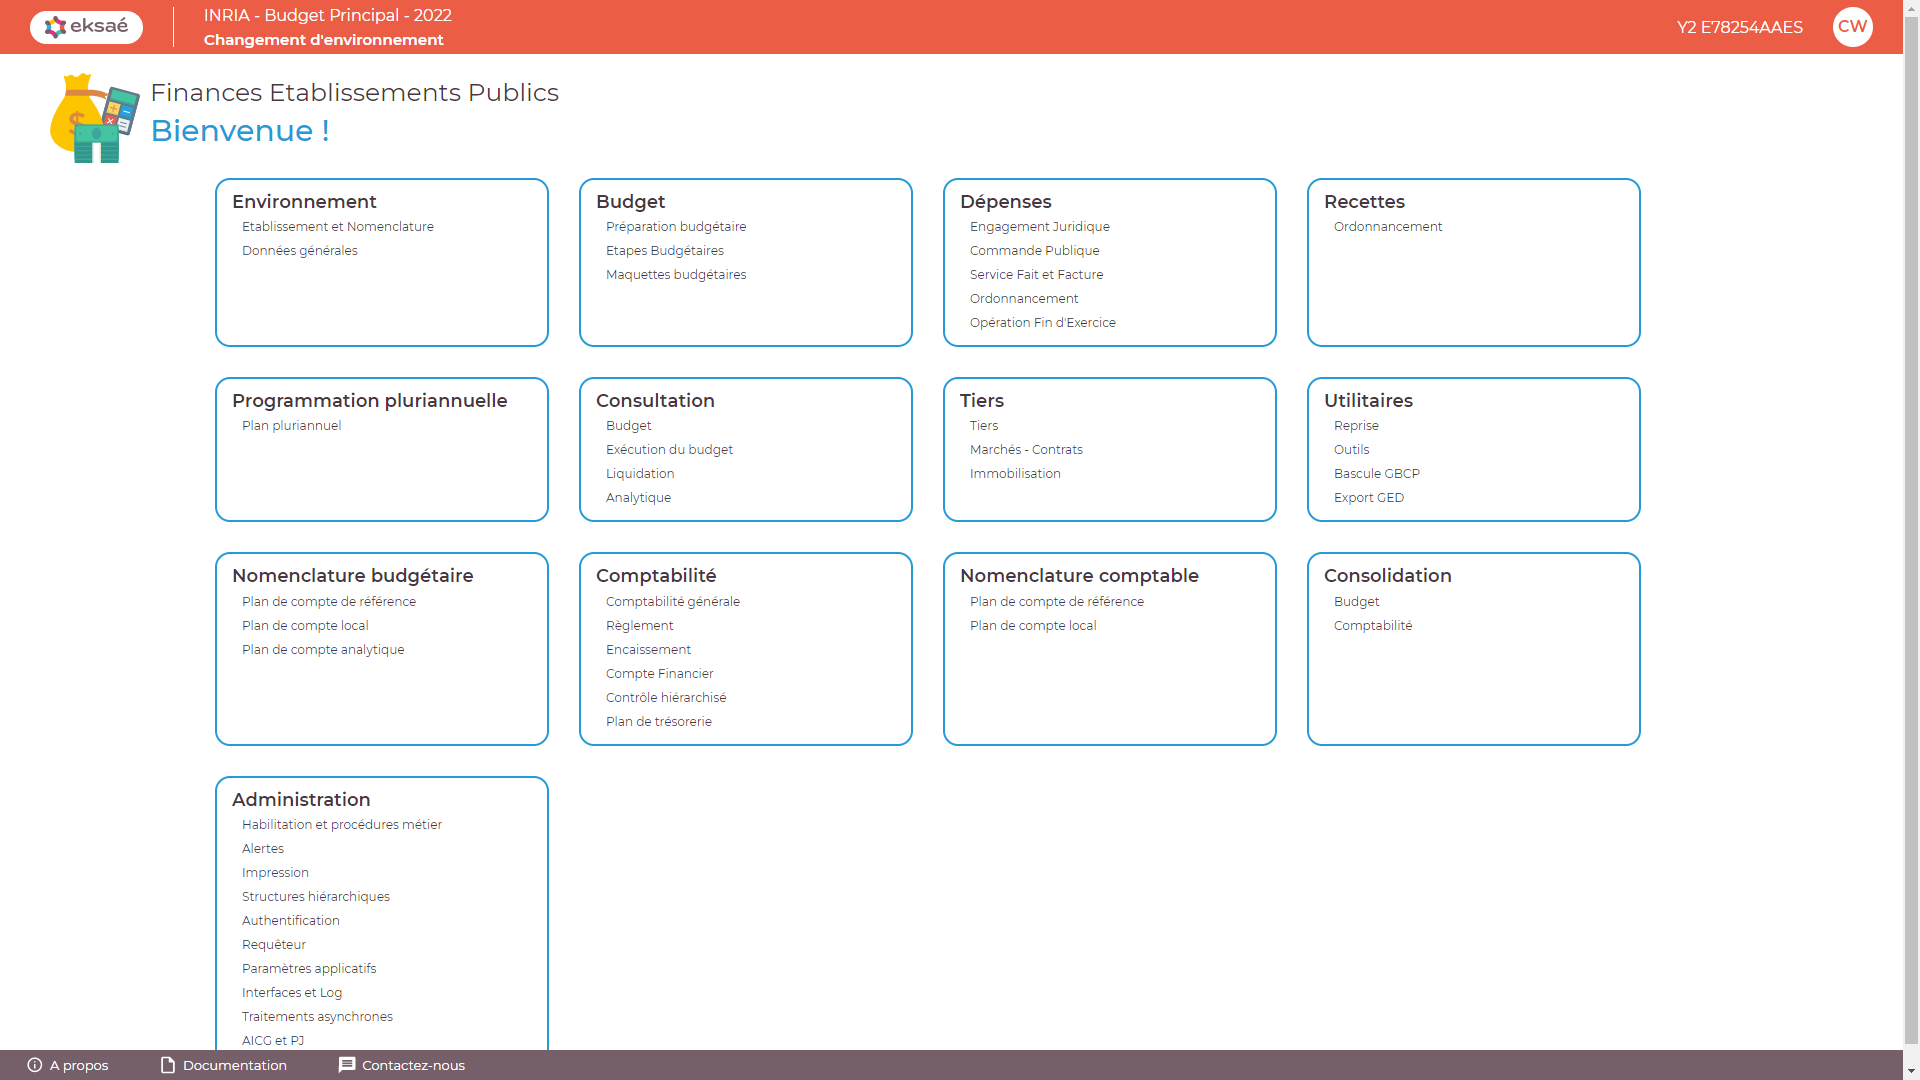 eksaé
INRIA - Budget Principal - 2022
Changement d'environnement
Y2 E78254AAES
CW
Finances Etablissements Publics
Bienvenue !
Environnement
Etablissement et Nomenclature
Données générales
Budget
Préparation budgétaire
Etapes Budgétaires
Maquettes budgétaires
Dépenses
Engagement Juridique
Commande Publique
Service Fait et Facture
Ordonnancement
Opération Fin d'Exercice
Recettes
Ordonnancement
Programmation pluriannuelle
Plan pluriannuel
Consultation
Budget
Exécution du budget
Liquidation
Analytique
Tiers
Tiers
Marchés - Contrats
Immobilisation
Utilitaires
Reprise
Outils
Bascule GBCP
Export GED
Nomenclature budgétaire
Plan de compte de référence
Plan de compte local
Plan de compte analytique
Comptabilité
Comptabilité générale
Règlement
Encaissement
Compte Financier
Contrôle hiérarchisé
Plan de trésorerie
Nomenclature comptable
Plan de compte de référence
Plan de compte local
Consolidation
Budget
Comptabilité
Administration
Habilitation et procédures métier
Alertes
Impression
Structures hiérarchiques
Authentification
Requêteur
Paramètres applicatifs
Interfaces et Log
Traitements asynchrones
AICG et PJ
A propos
Documentation
Contactez-nous